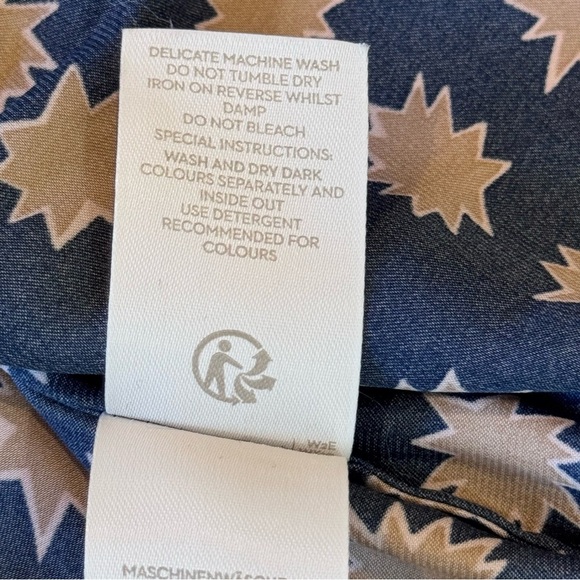 DELICATE MACHINE WASH
DO NOT TUMBLE DRY
IRON ON REVERSE WHILST
DAMP
DO NOT BLEACH
SPECIAL INSTRUCTIONS:
WASH AND DRY DARK
COLOURS SEPARATELY AND
INSIDE OUT
USE DETERGENT
RECOMMENDED FOR
COLOURS